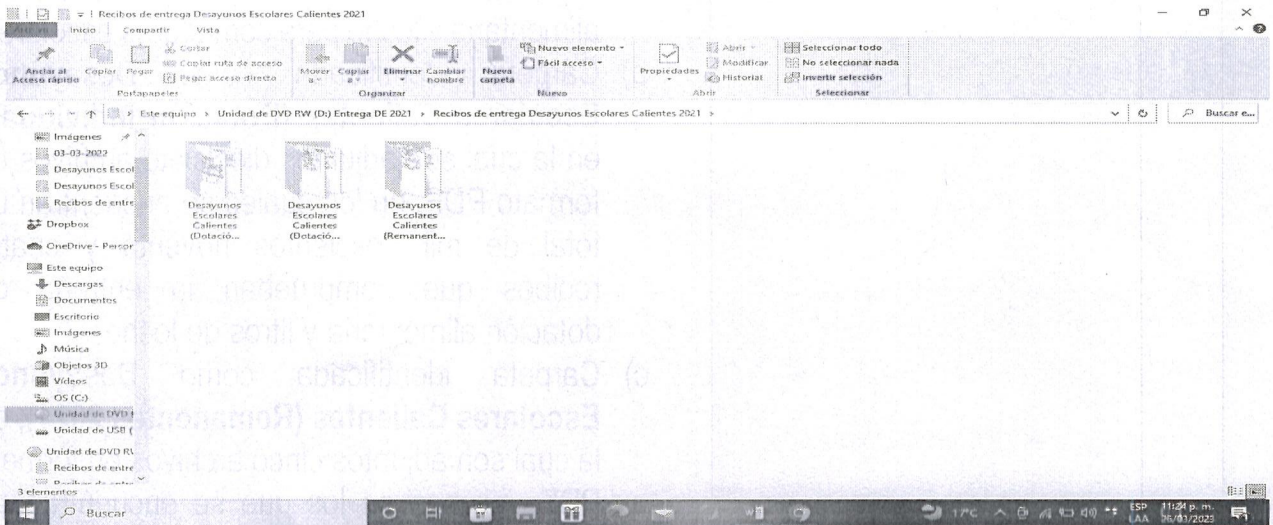 Recibos de entrega Desayunos Escolares Calientes 2021
Archivo Inicio Compartir Vista
Anclar al Acceso rápido
Copiar
Pegar
Cortar
Copiar ruta de acceso
Pegar acceso directo
Portapapeles
Mover a
Copiar a
Eliminar
Cambiar nombre
Organizar
Nueva carpeta
Nuevo elemento
Fácil acceso
Nuevo
Propiedades
Abrir
Modificar
Historial
Abrir
Seleccionar todo
No seleccionar nada
Invertir selección
Seleccionar
Este equipo > Unidad de DVD RW (D:) Entrega DE 2021 > Recibos de entrega Desayunos Escolares Calientes 2021 >
Buscar e...
Imágenes
03-03-2022
Desayunos Escol
Desayunos Escol
Recibos de entre
Dropbox
OneDrive - Person
Este equipo
Descargas
Documentos
Escritorio
Imágenes
Música
Objetos 3D
Vídeos
OS (C:)
Unidad de DVD
Unidad de USB (
Unidad de DVD RW
Recibos de entre
Recibos de entre
Desayunos
Escolares
Calientes
(Dotació...
Desayunos
Escolares
Calientes
(Dotació...
Desayunos
Escolares
Calientes
(Remanent...
3 elementos
Buscar
17°C
ESP
LAA
11:24 p. m.